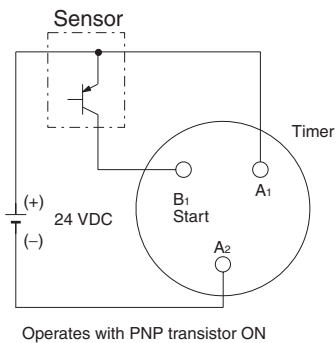 Sensor
Timer
(+)
24 VDC
(−)
B1
Start
A1
A2
Operates with PNP transistor ON